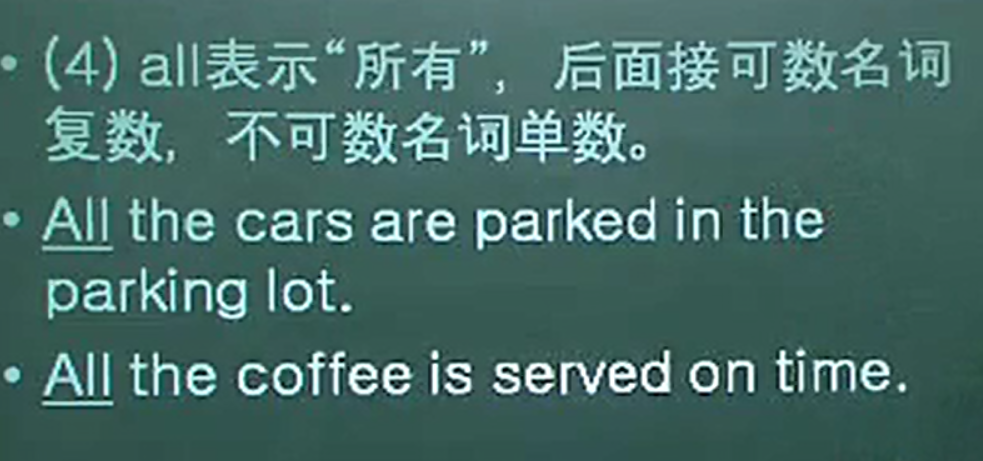 • (4) all表示“所有”，后面接可数名词
复数，不可数名词单数。
• All the cars are parked in the
parking lot.
• All the coffee is served on time.